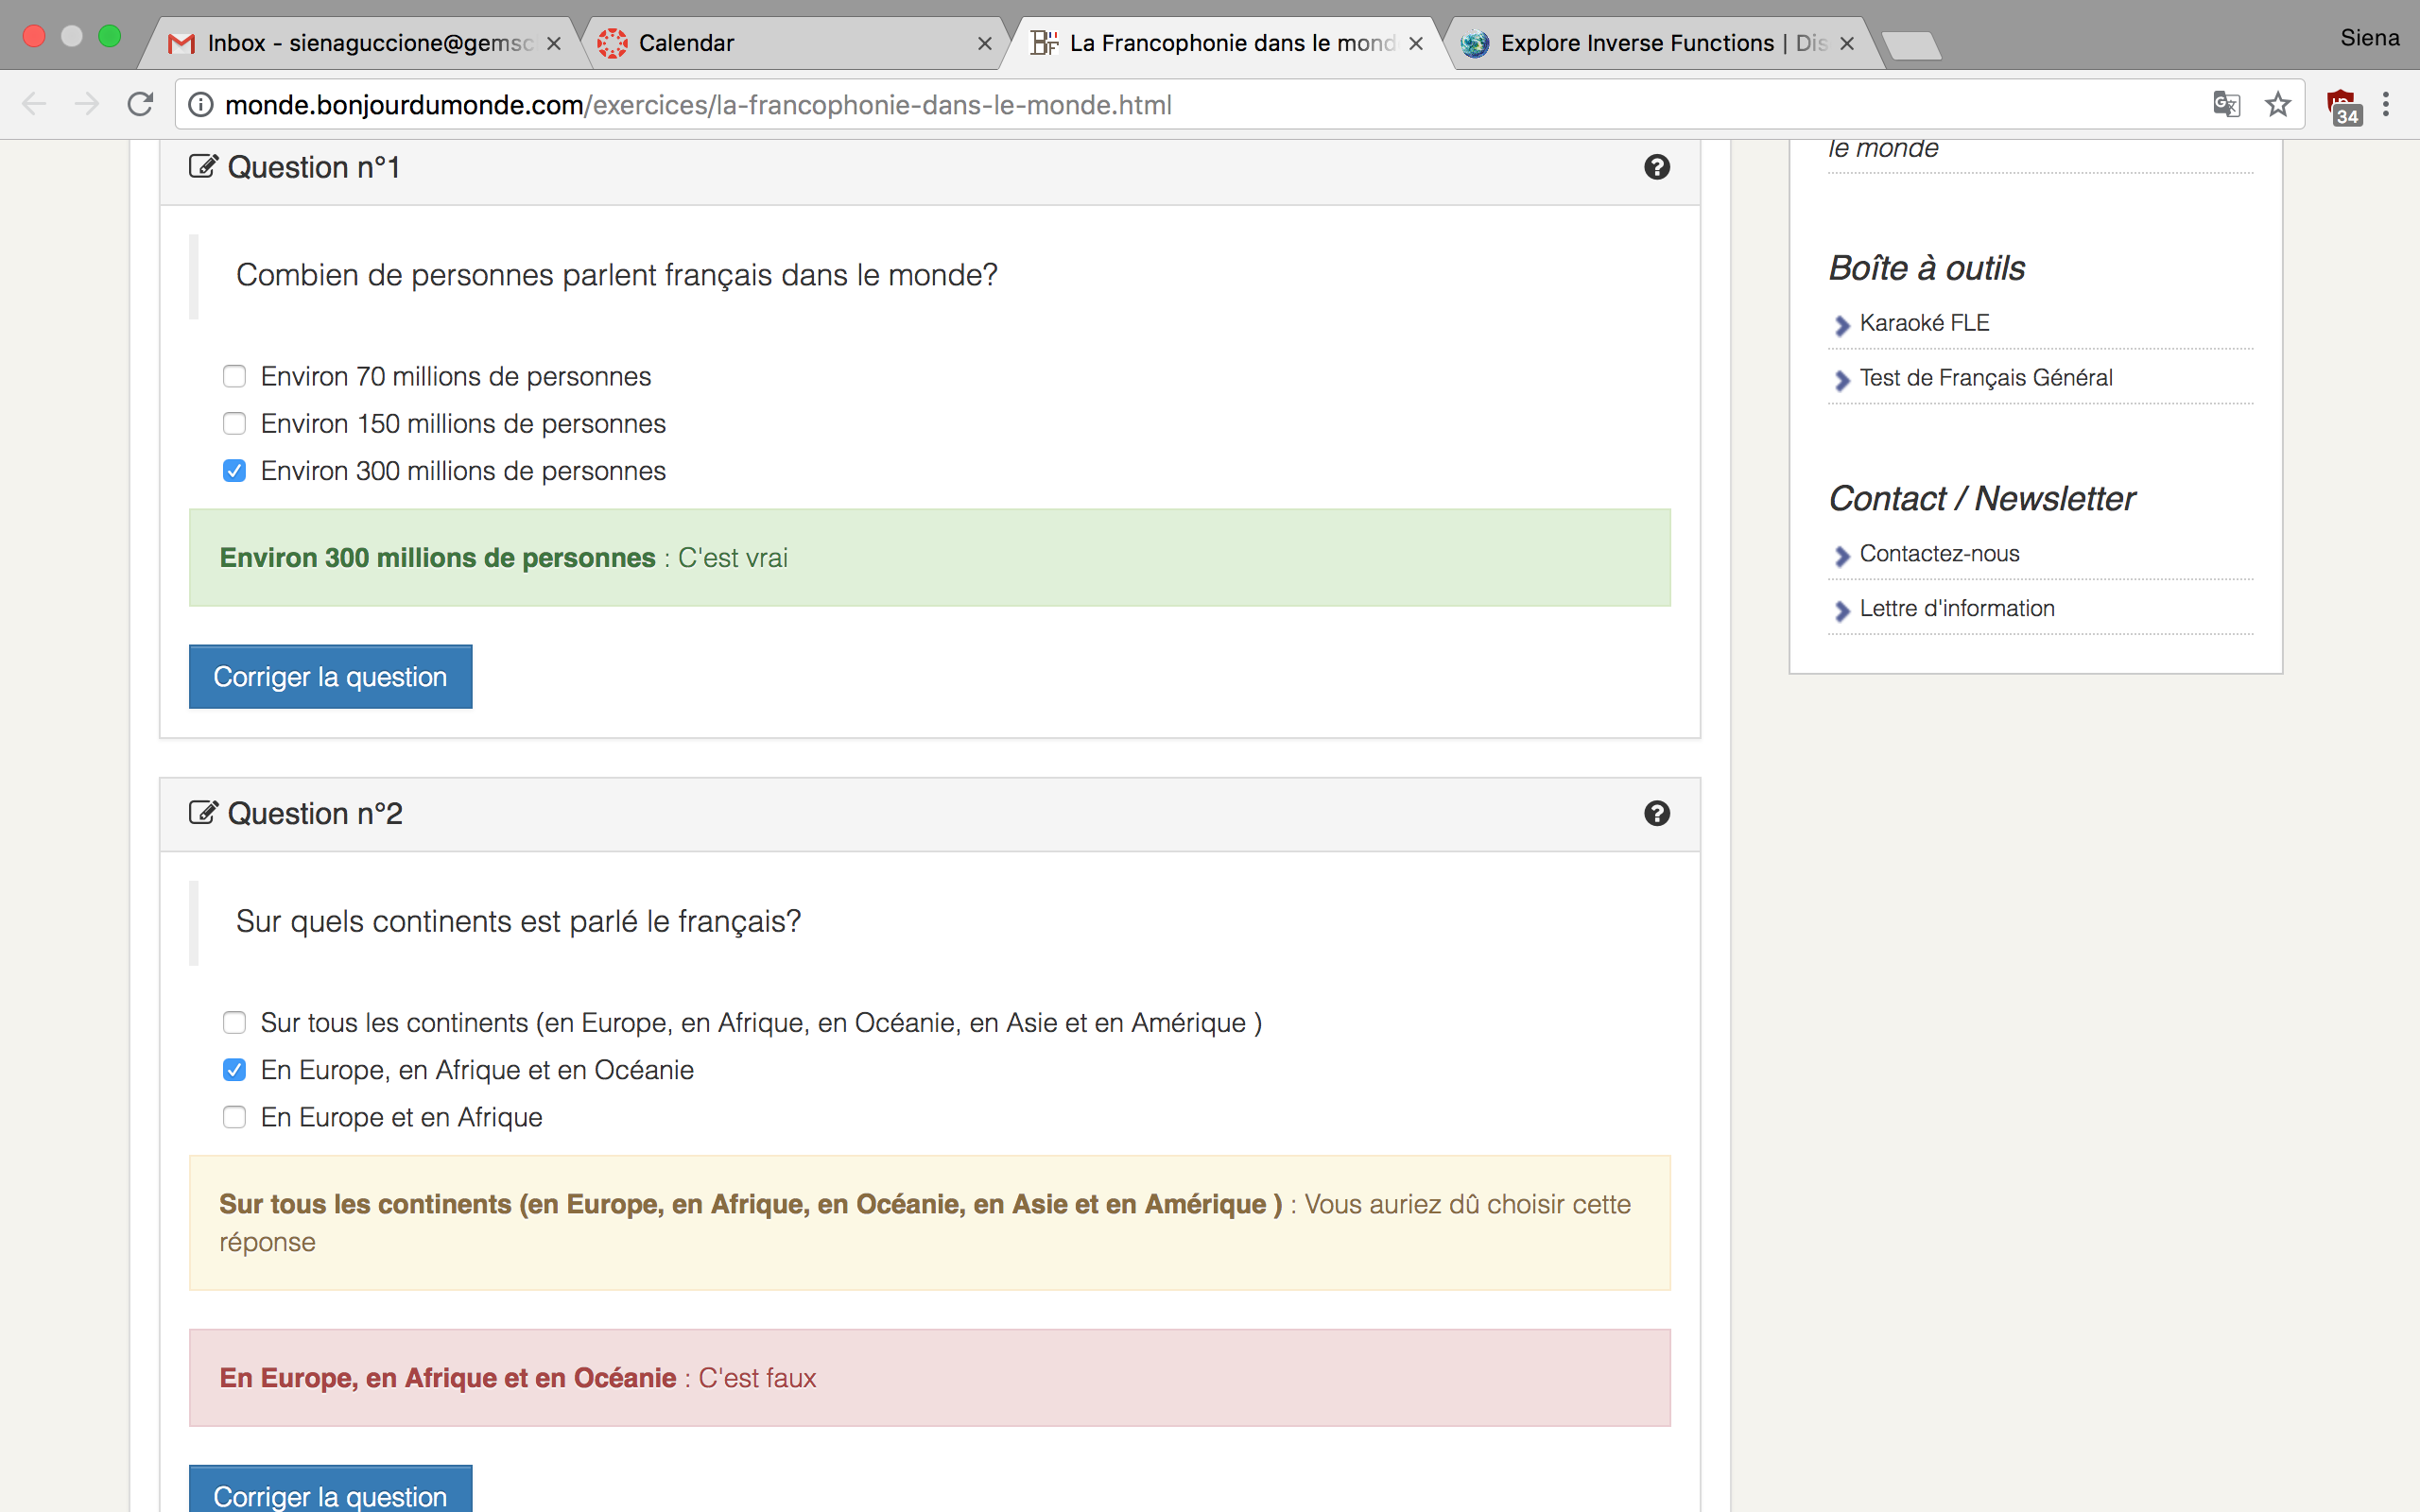 Inbox - sienaguccione@gemsc
Calendar
La Francophonie dans le mond
Explore Inverse Functions | Dis
Siena
monde.bonjourdumonde.com/exercices/la-francophonie-dans-le-monde.html
34
Question n°1
Combien de personnes parlent français dans le monde?
Environ 70 millions de personnes
Environ 150 millions de personnes
Environ 300 millions de personnes
Environ 300 millions de personnes : C'est vrai
Corriger la question
Question n°2
Sur quels continents est parlé le français?
Sur tous les continents (en Europe, en Afrique, en Océanie, en Asie et en Amérique )
En Europe, en Afrique et en Océanie
En Europe et en Afrique
Sur tous les continents (en Europe, en Afrique, en Océanie, en Asie et en Amérique ) : Vous auriez dû choisir cette
réponse
En Europe, en Afrique et en Océanie : C'est faux
Corriger la question
le monde
Boîte à outils
Karaoké FLE
Test de Français Général
Contact / Newsletter
Contactez-nous
Lettre d'information